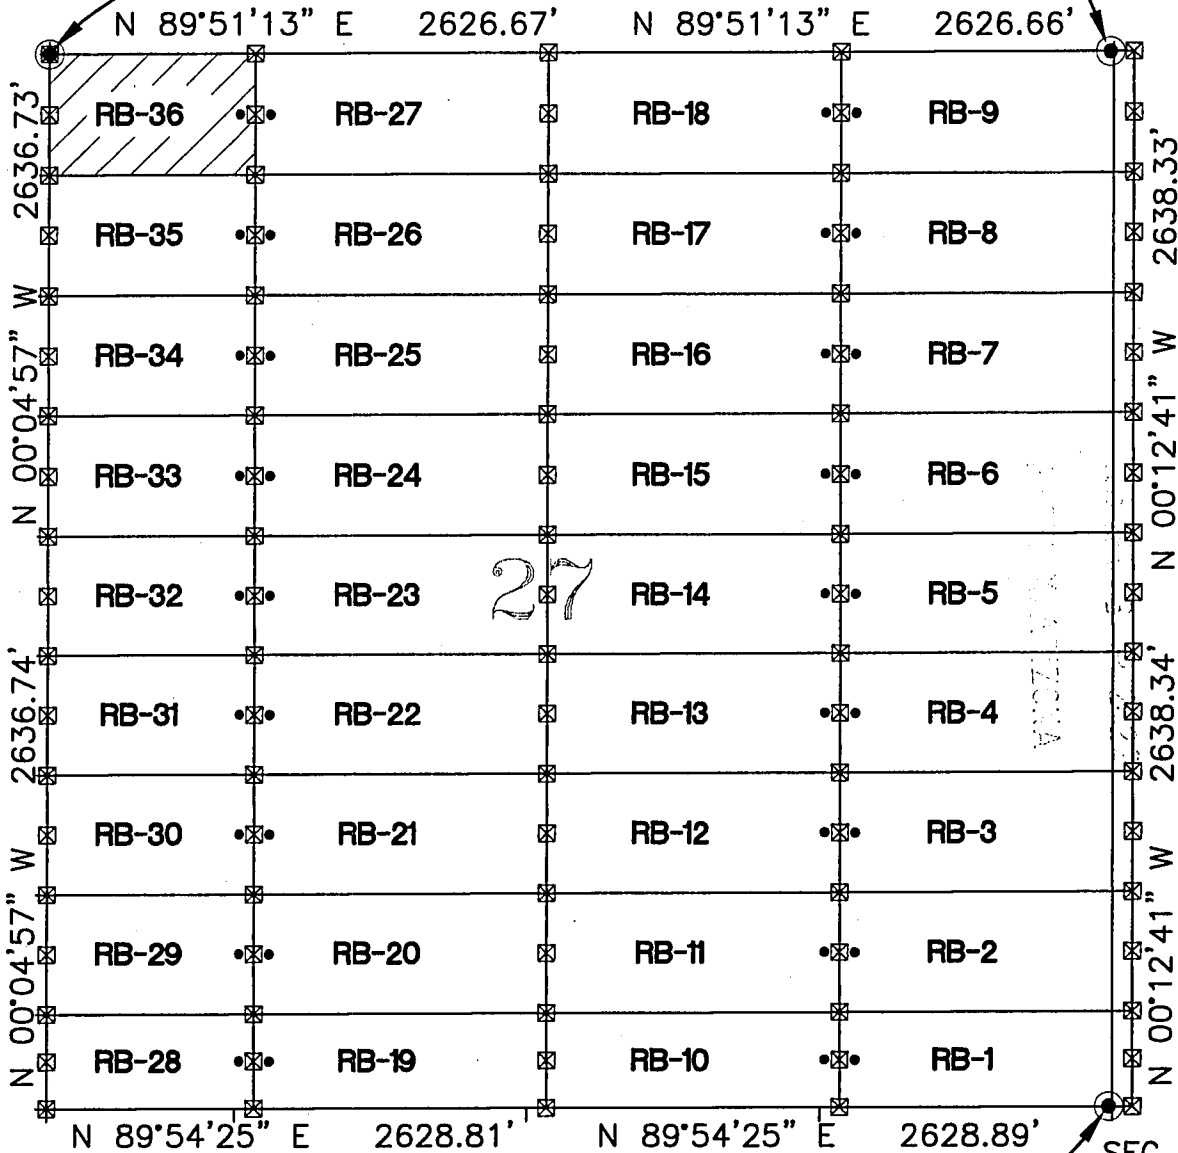 N 89°51'13" E 2626.67' N 89°51'13" E 2626.66'
2636.73'
N 00°04'57" W
2636.74'
N 00°04'57" W
RB-36 RB-27 RB-18 RB-9
RB-35 RB-26 RB-17 RB-8
RB-34 RB-25 RB-16 RB-7
RB-33 RB-24 RB-15 RB-6
27
RB-32 RB-23 RB-14 RB-5
RB-31 RB-22 RB-13 RB-4
RB-30 RB-21 RB-12 RB-3
RB-29 RB-20 RB-11 RB-2
RB-28 RB-19 RB-10 RB-1
2638.33'
N 00°12'41" W
2638.34'
N 00°12'41" W
N 89°54'25" E 2628.81' N 89°54'25" E 2628.89'